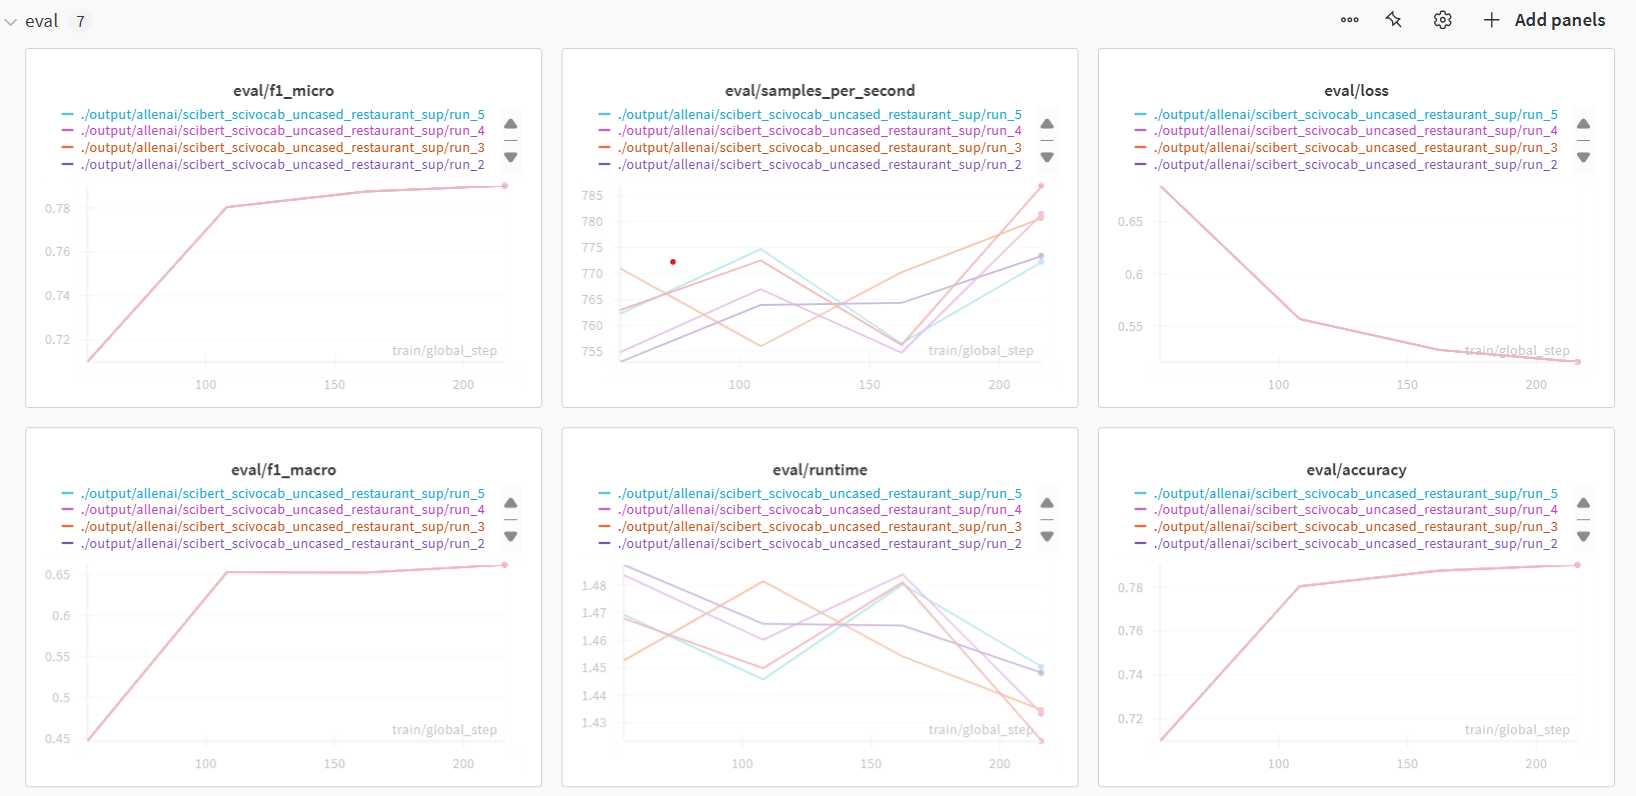 eval 7
Add panels
eval/f1_micro
./output/allenai/scibert_scivocab_uncased_restaurant_sup/run_5
./output/allenai/scibert_scivocab_uncased_restaurant_sup/run_4
./output/allenai/scibert_scivocab_uncased_restaurant_sup/run_3
./output/allenai/scibert_scivocab_uncased_restaurant_sup/run_2
0.78
0.76
0.74
0.72
train/global_step
100 150 200
eval/samples_per_second
./output/allenai/scibert_scivocab_uncased_restaurant_sup/run_5
./output/allenai/scibert_scivocab_uncased_restaurant_sup/run_4
./output/allenai/scibert_scivocab_uncased_restaurant_sup/run_3
./output/allenai/scibert_scivocab_uncased_restaurant_sup/run_2
785
780
775
770
765
760
755
train/global_step
100 150 200
eval/loss
./output/allenai/scibert_scivocab_uncased_restaurant_sup/run_5
./output/allenai/scibert_scivocab_uncased_restaurant_sup/run_4
./output/allenai/scibert_scivocab_uncased_restaurant_sup/run_3
./output/allenai/scibert_scivocab_uncased_restaurant_sup/run_2
0.65
0.6
0.55
train/global_step
100 150 200
eval/f1_macro
./output/allenai/scibert_scivocab_uncased_restaurant_sup/run_5
./output/allenai/scibert_scivocab_uncased_restaurant_sup/run_4
./output/allenai/scibert_scivocab_uncased_restaurant_sup/run_3
./output/allenai/scibert_scivocab_uncased_restaurant_sup/run_2
0.65
0.6
0.55
0.5
0.45
train/global_step
100 150 200
eval/runtime
./output/allenai/scibert_scivocab_uncased_restaurant_sup/run_5
./output/allenai/scibert_scivocab_uncased_restaurant_sup/run_4
./output/allenai/scibert_scivocab_uncased_restaurant_sup/run_3
./output/allenai/scibert_scivocab_uncased_restaurant_sup/run_2
1.48
1.47
1.46
1.45
1.44
1.43
train/global_step
100 150 200
eval/accuracy
./output/allenai/scibert_scivocab_uncased_restaurant_sup/run_5
./output/allenai/scibert_scivocab_uncased_restaurant_sup/run_4
./output/allenai/scibert_scivocab_uncased_restaurant_sup/run_3
./output/allenai/scibert_scivocab_uncased_restaurant_sup/run_2
0.78
0.76
0.74
0.72
train/global_step
100 150 200